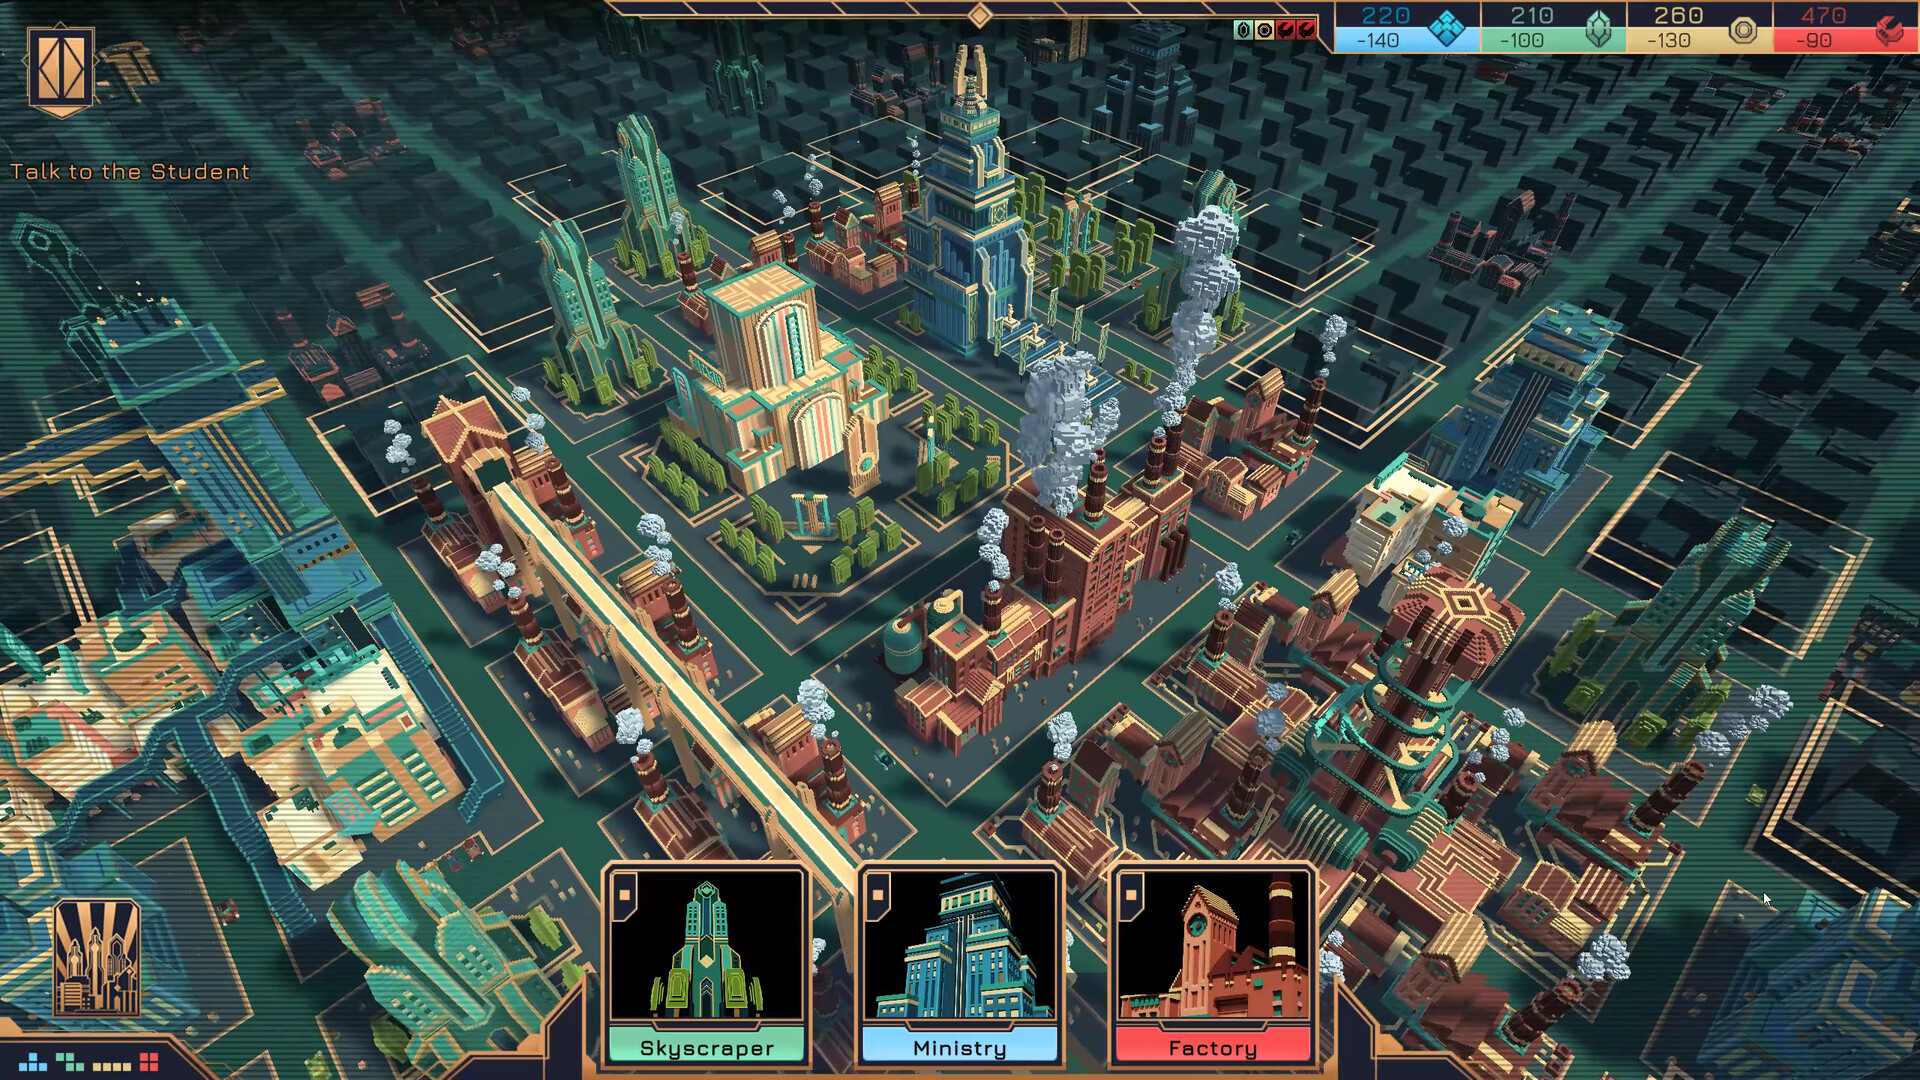 220
-140
210
-100
260
-130
470
-90
Talk to the Student
Skyscraper
Ministry
Factory